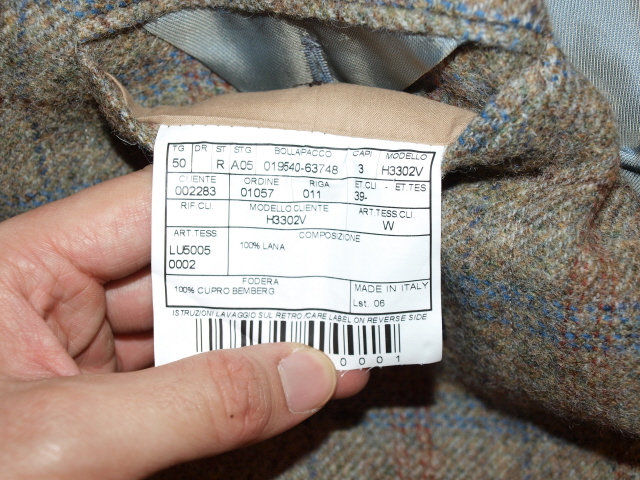 TG DR ST STG BOLLAPACCO CAPI MODELLO
50 R A05 019540-63748 3 H3302V
CLIENTE ORDINE RIGA ET.CLI - ET.TES
002283 01057 011 39-
RIF.CLI MODELLO CLIENTE ART.TESS.CLI
H3302V W
ART.TESS COMPOSIZIONE
LU5005 100% LANA
0002
FODERA MADE IN ITALY
100% CUPRO BEMBERG Lst. 06
ISTRUZIONI LAVAGGIO SUL RETRO/CARE LABEL ON REVERSE SIDE
0001